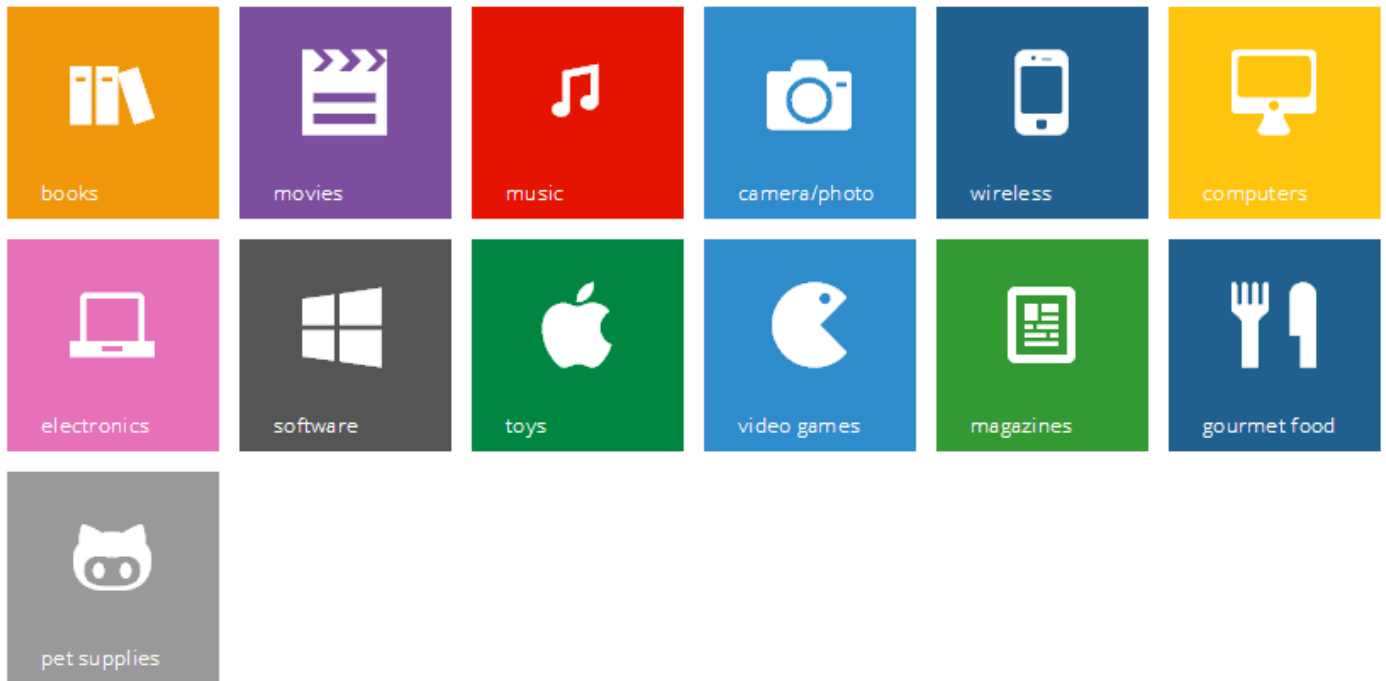 books
movies
music
camera/photo
wireless
computers
electronics
software
toys
video games
magazines
gourmet food
pet supplies